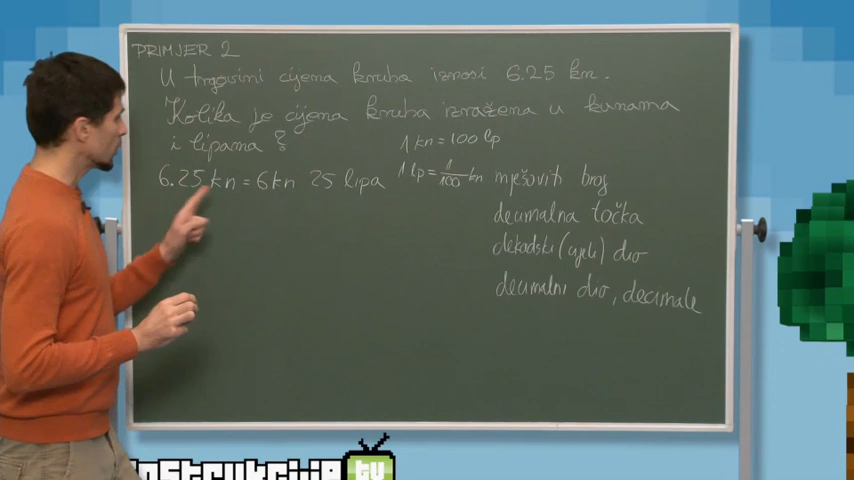 PRIMJER 2
U trgovini cijena kruha iznosi 6.25 kn.
Kolika je cijena kruha izražena u kunama
i lipama?
1 kn = 100 lp
6.25 kn = 6 kn 25 lipa
1 lp = 1/100 kn
mješoviti broj
decimalna točka
dekadski (cijeli) dio
decimalni dio, decimale
instrukcije
tv